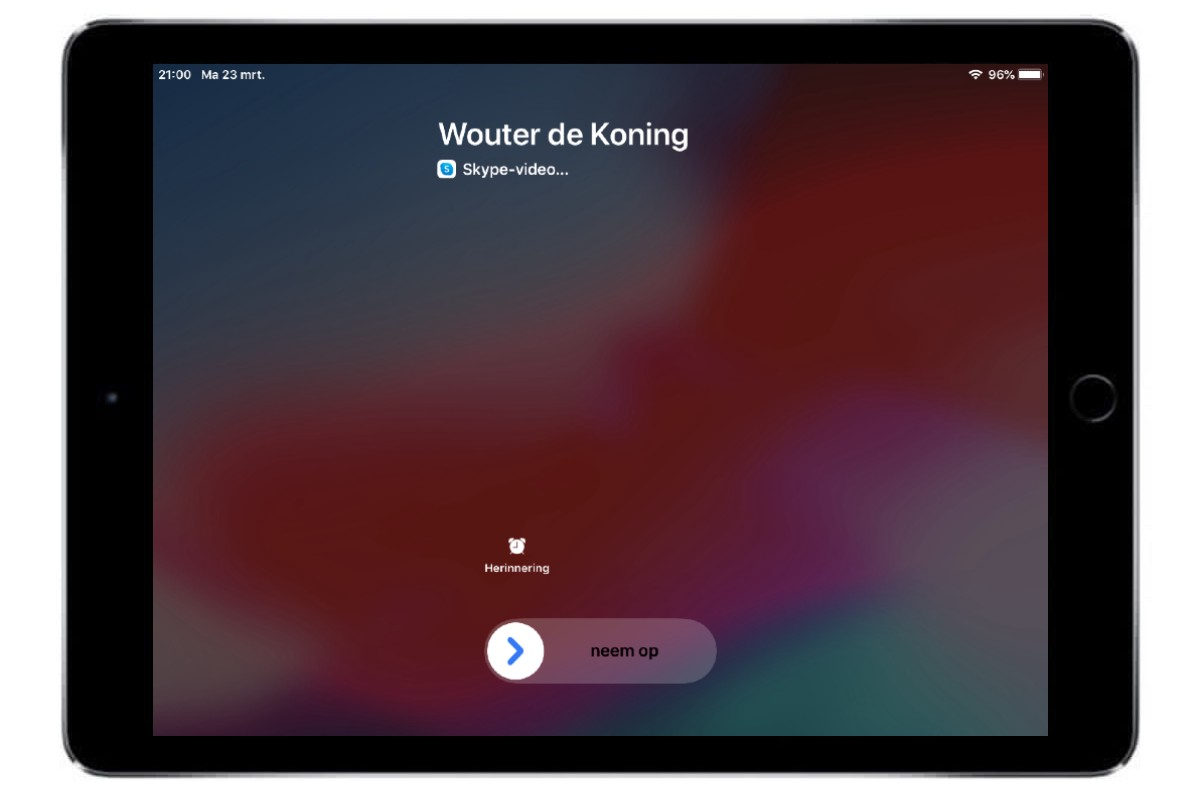 21:00 Ma 23 mrt. 96%
Wouter de Koning
S Skype-video...
Herinnering
neem op